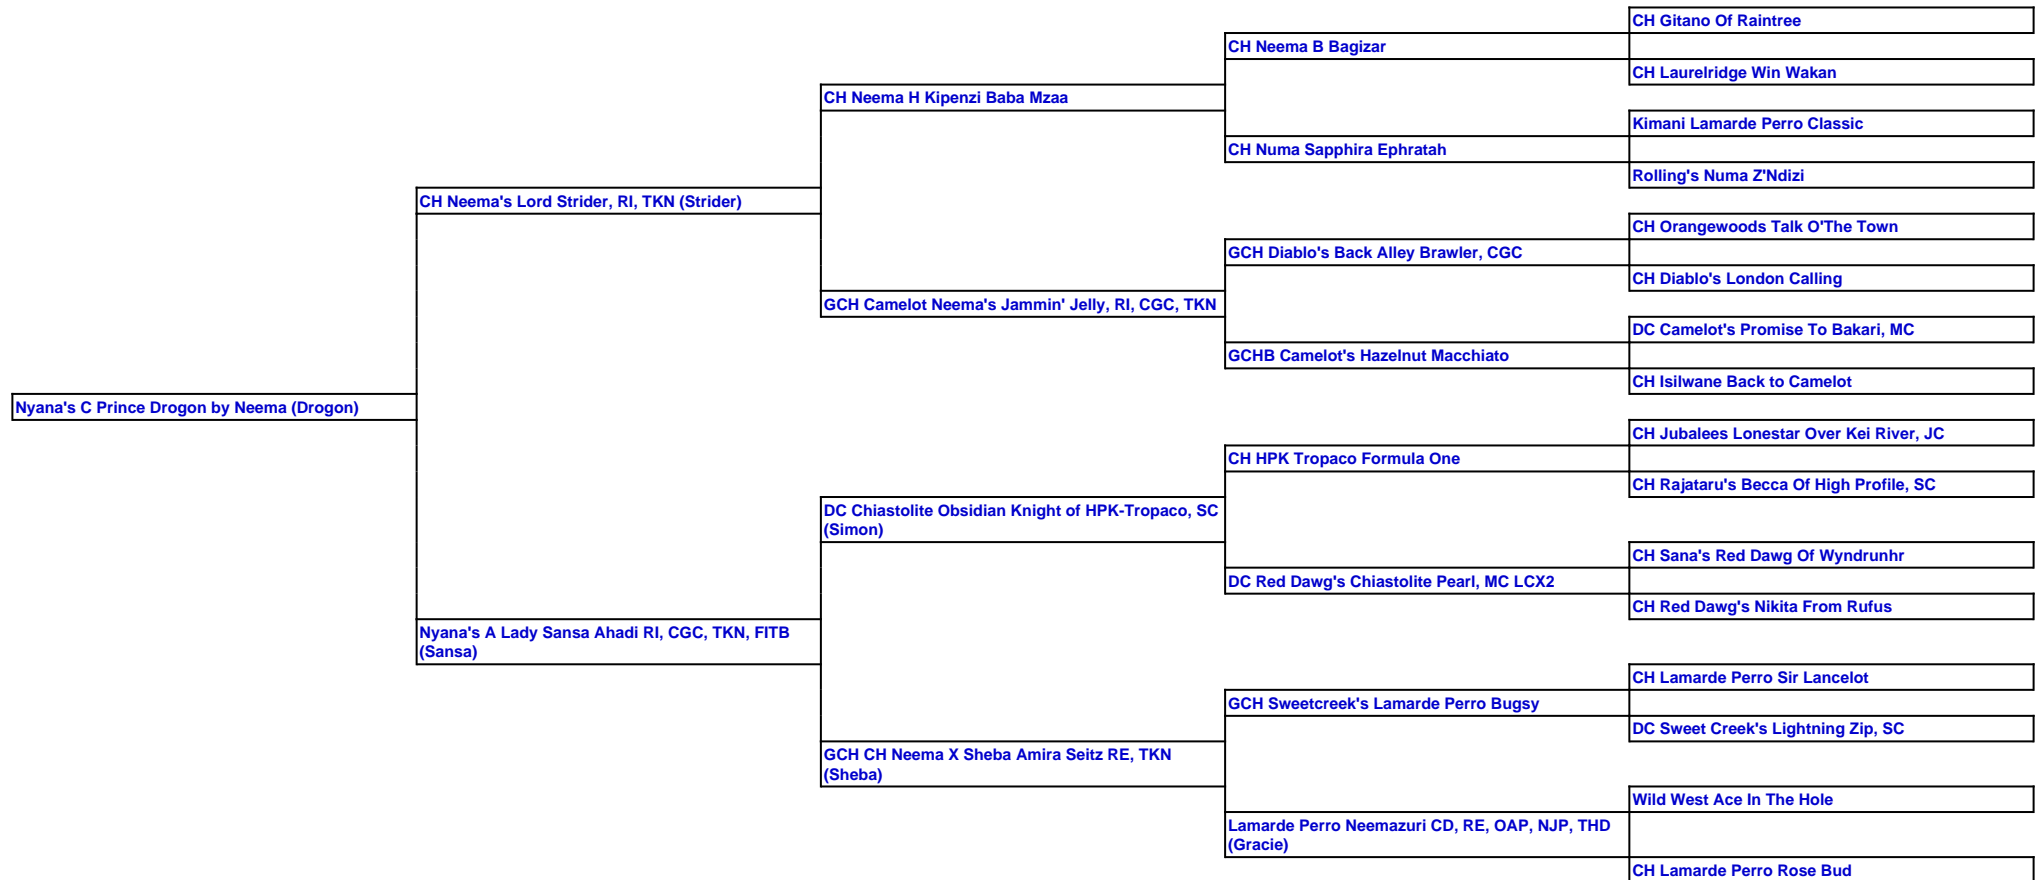 CH Gitano Of Raintree
CH Neema B Bagizar
CH Laurelridge Win Wakan
CH Neema H Kipenzi Baba Mzaa
Kimani Lamarde Perro Classic
CH Numa Sapphira Ephratah
Rolling's Numa Z'Ndizi
CH Neema's Lord Strider, RI, TKN (Strider)
CH Orangewoods Talk O'The Town
GCH Diablo's Back Alley Brawler, CGC
CH Diablo's London Calling
GCH Camelot Neema's Jammin' Jelly, RI, CGC, TKN
DC Camelot's Promise To Bakari, MC
GCHB Camelot's Hazelnut Macchiato
CH Isilwane Back to Camelot
Nyana's C Prince Drogon by Neema (Drogon)
CH Jubalees Lonestar Over Kei River, JC
CH HPK Tropaco Formula One
CH Rajataru's Becca Of High Profile, SC
DC Chiastolite Obsidian Knight of HPK-Tropaco, SC
(Simon)
CH Sana's Red Dawg Of Wyndrunhr
DC Red Dawg's Chiastolite Pearl, MC LCX2
CH Red Dawg's Nikita From Rufus
Nyana's A Lady Sansa Ahadi RI, CGC, TKN, FITB
(Sansa)
CH Lamarde Perro Sir Lancelot
GCH Sweetcreek's Lamarde Perro Bugsy
DC Sweet Creek's Lightning Zip, SC
GCH CH Neema X Sheba Amira Seitz RE, TKN
(Sheba)
Wild West Ace In The Hole
Lamarde Perro Neemazuri CD, RE, OAP, NJP, THD
(Gracie)
CH Lamarde Perro Rose Bud